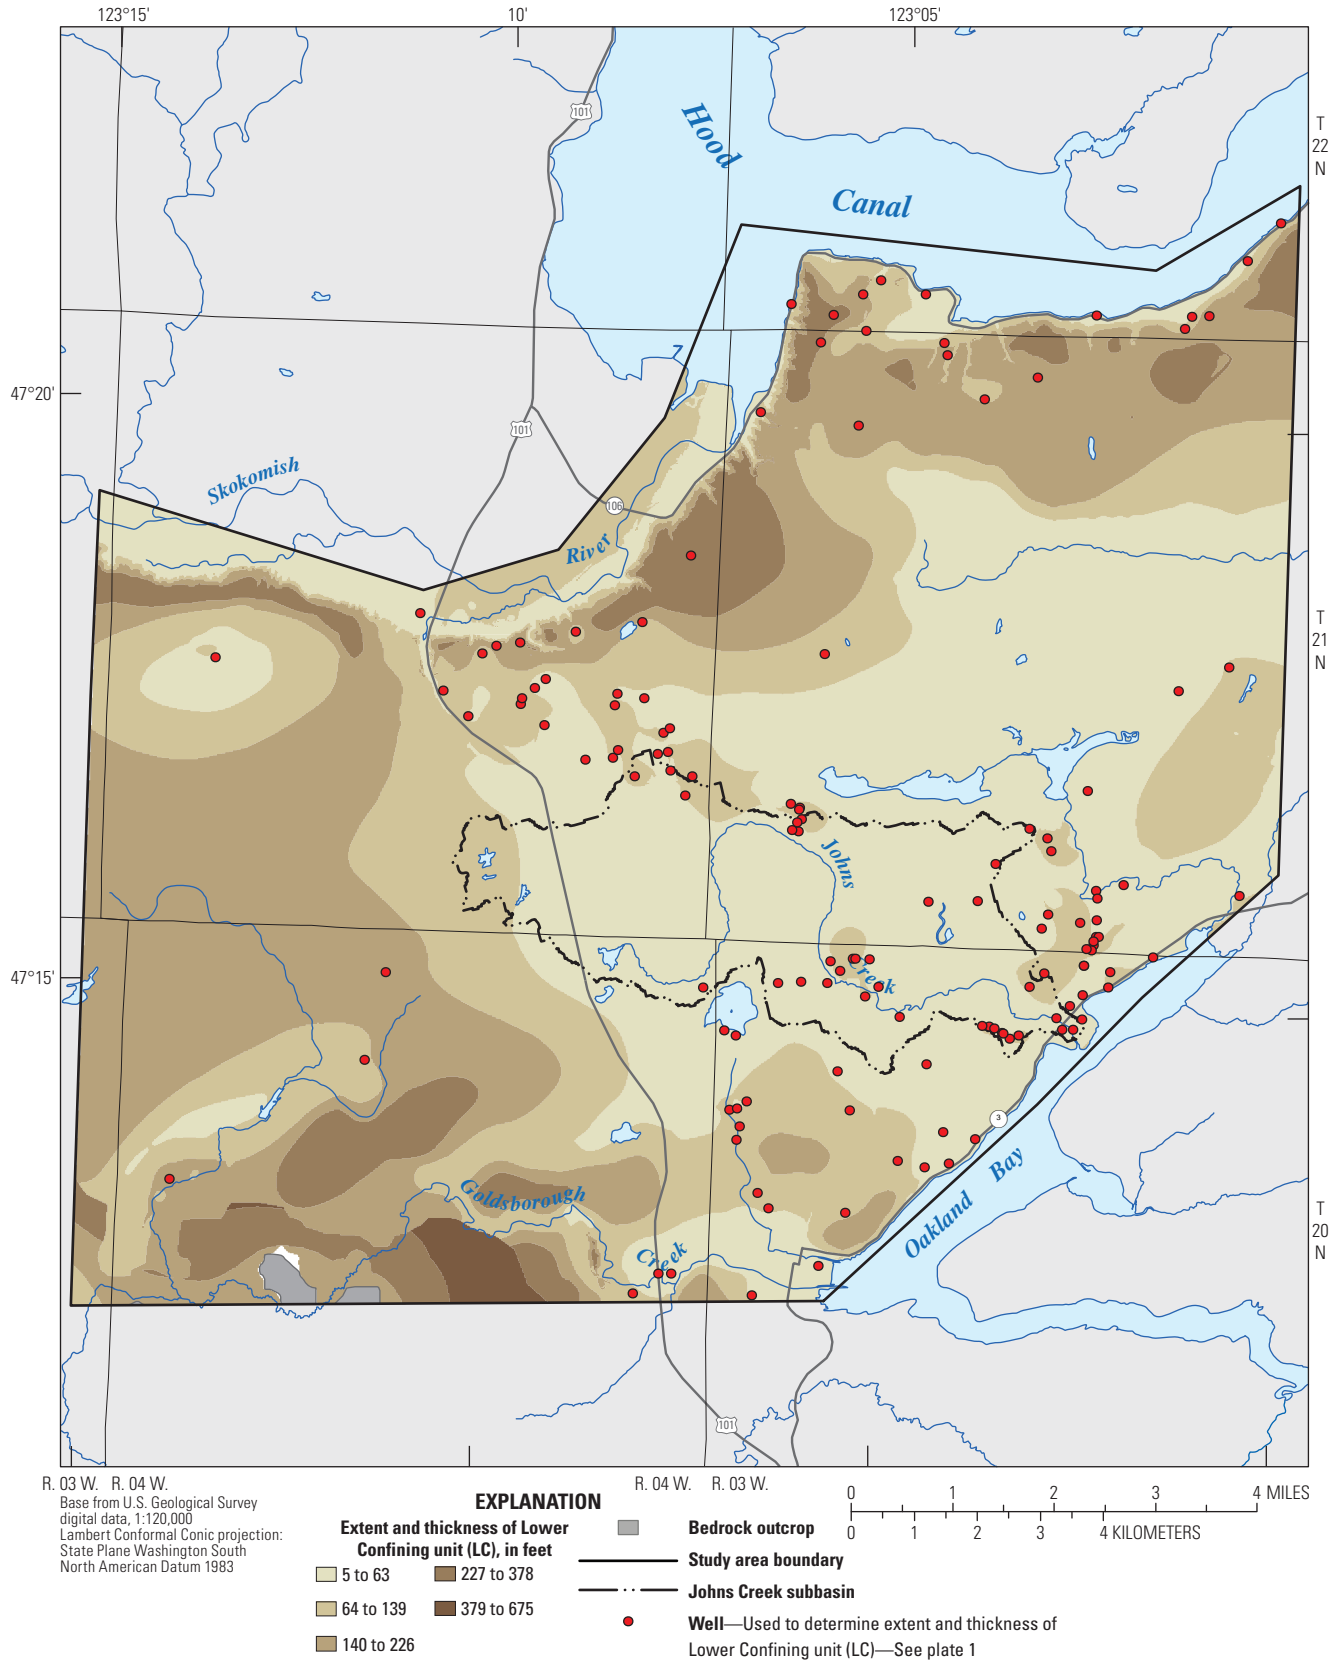 123°15'
10'
123°05'
101
Hood
Canal
T
22
N
47°20'
101
Skokomish
106
River
T
21
N
Johns
Creek
47°15'
3
Oakland Bay
Goldsborough
Creek
T
20
N
101
R. 03 W. R. 04 W.
R. 04 W. R. 03 W.
Base from U.S. Geological Survey
digital data, 1:120,000
Lambert Conformal Conic projection:
State Plane Washington South
North American Datum 1983
EXPLANATION
Extent and thickness of Lower
Confining unit (LC), in feet
5 to 63
64 to 139
140 to 226
227 to 378
379 to 675
Bedrock outcrop
Study area boundary
Johns Creek subbasin
Well—Used to determine extent and thickness of
Lower Confining unit (LC)—See plate 1
0 1 2 3 4 MILES
0 1 2 3 4 KILOMETERS